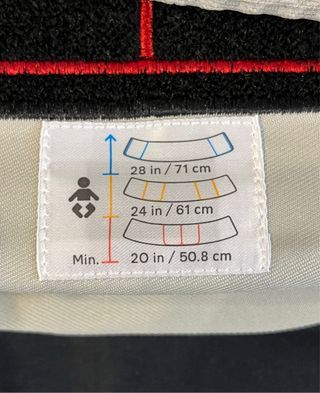 28 in / 71 cm
24 in / 61 cm
Min. 20 in / 50.8 cm